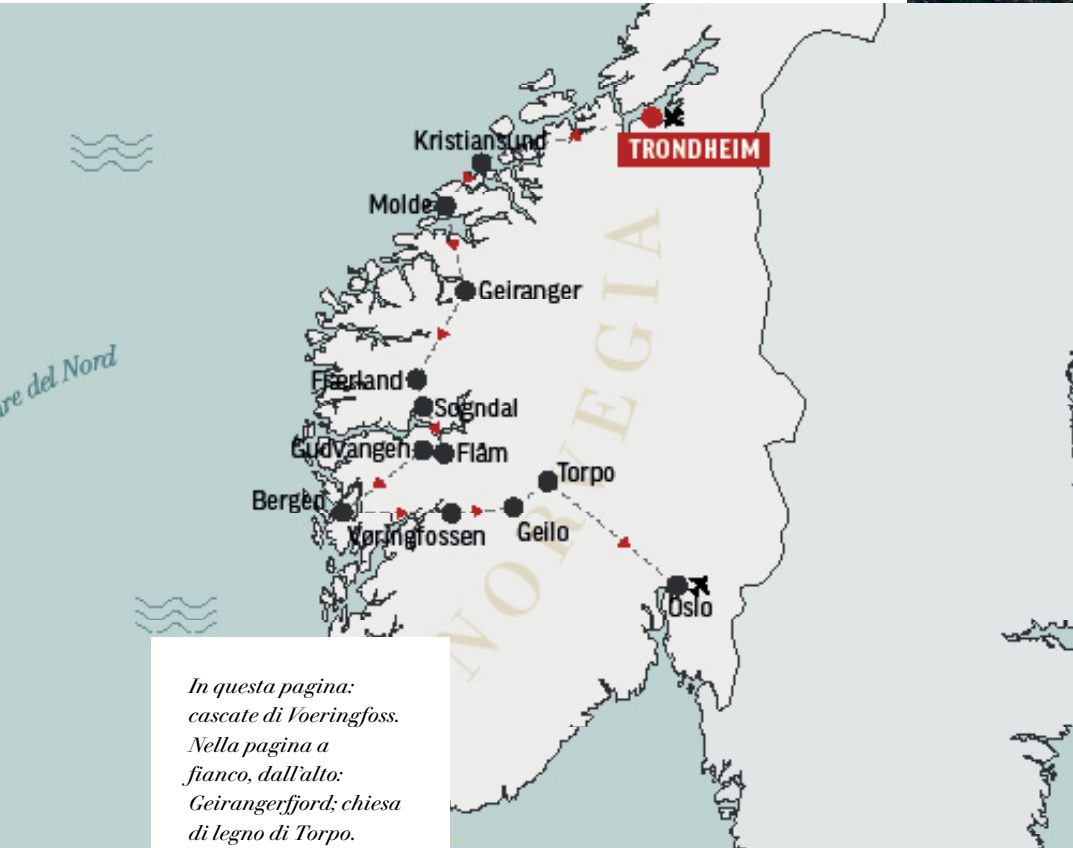 Kristiansund
TRONDHEIM
Molde
NORVEGIA
Geiranger
del Nord
Fjærland
Sogndal
Gudvangen
Flåm
Torpo
Bergen
Vøringfossen
Geilo
Oslo
In questa pagina:
cascate di Voeringfoss.
Nella pagina a
fianco, dall’alto:
Geirangerfjord; chiesa
di legno di Torpo.